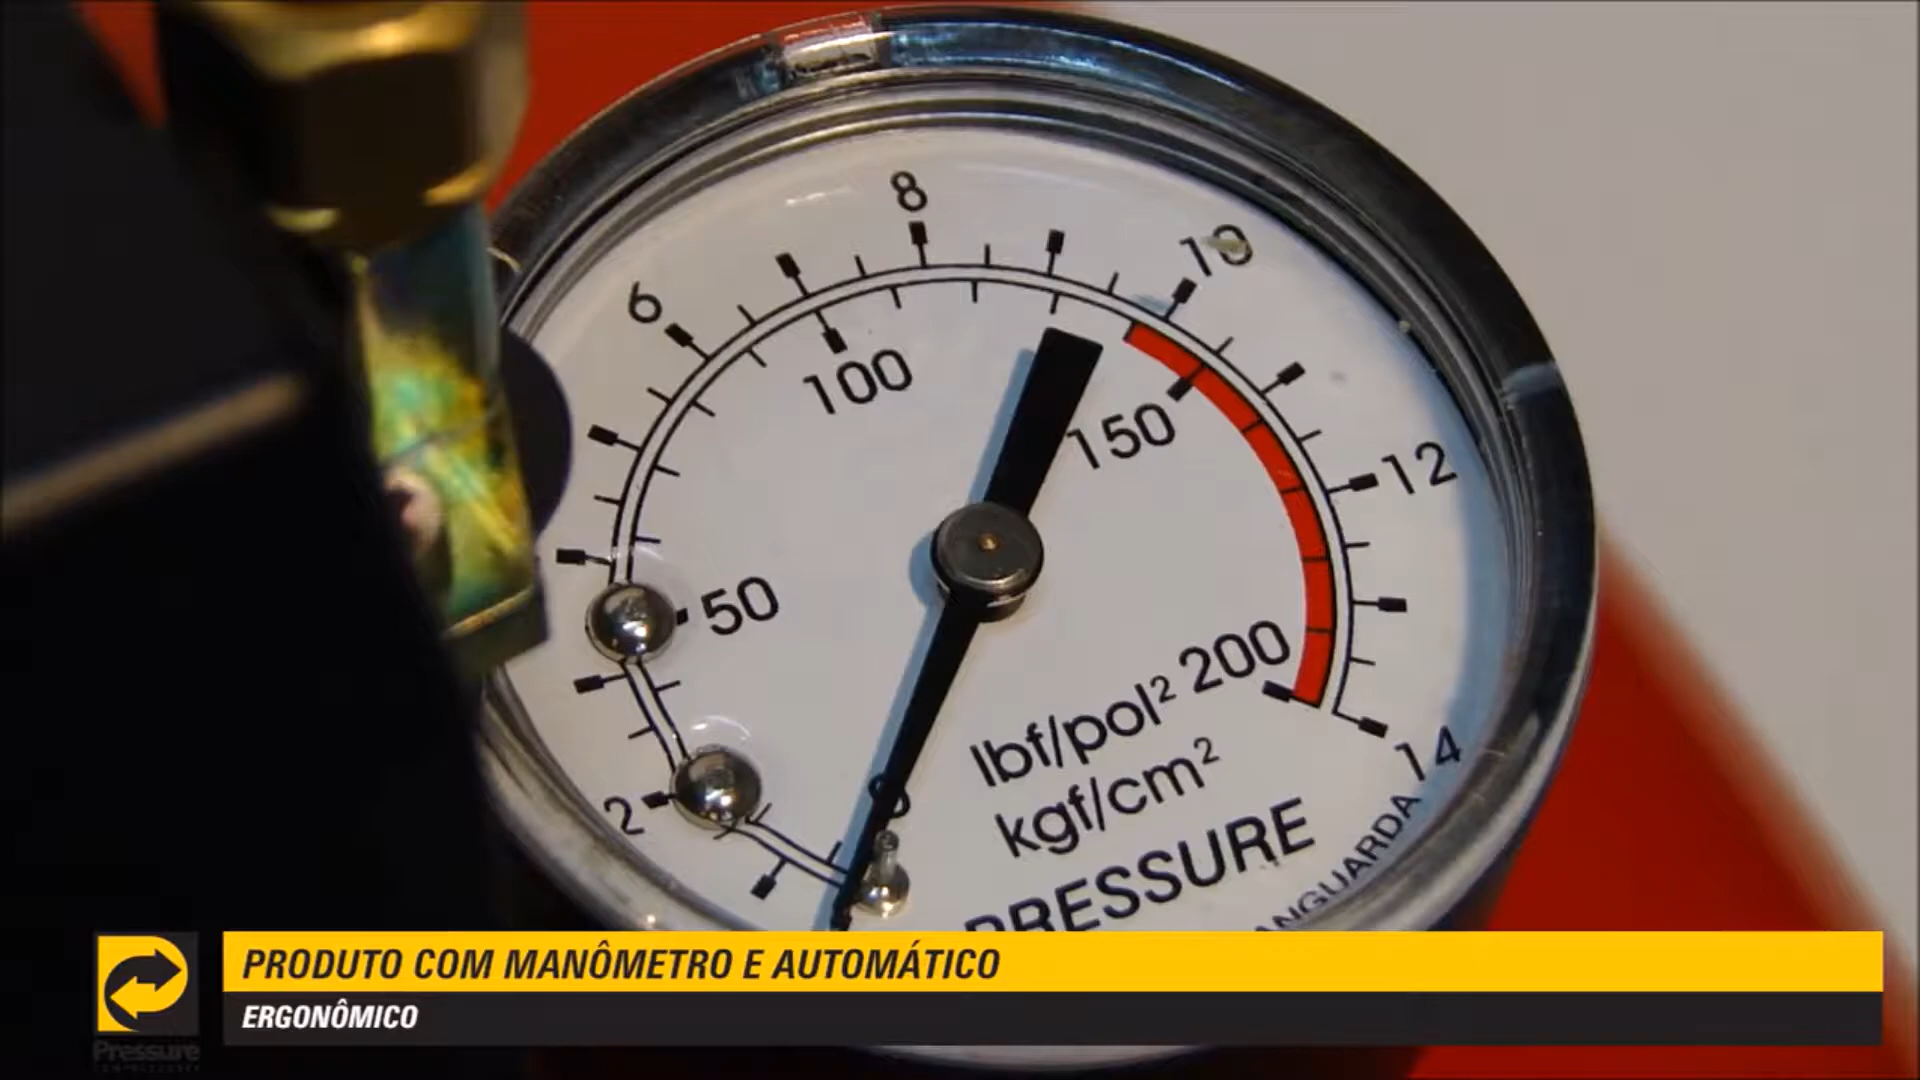 8
10
6
100
150
12
50
200
lbf/pol²
kgf/cm²
2
0
14
PRESSURE
ANGUARDA
PRODUTO COM MANÔMETRO E AUTOMÁTICO
ERGONÔMICO
Pressure